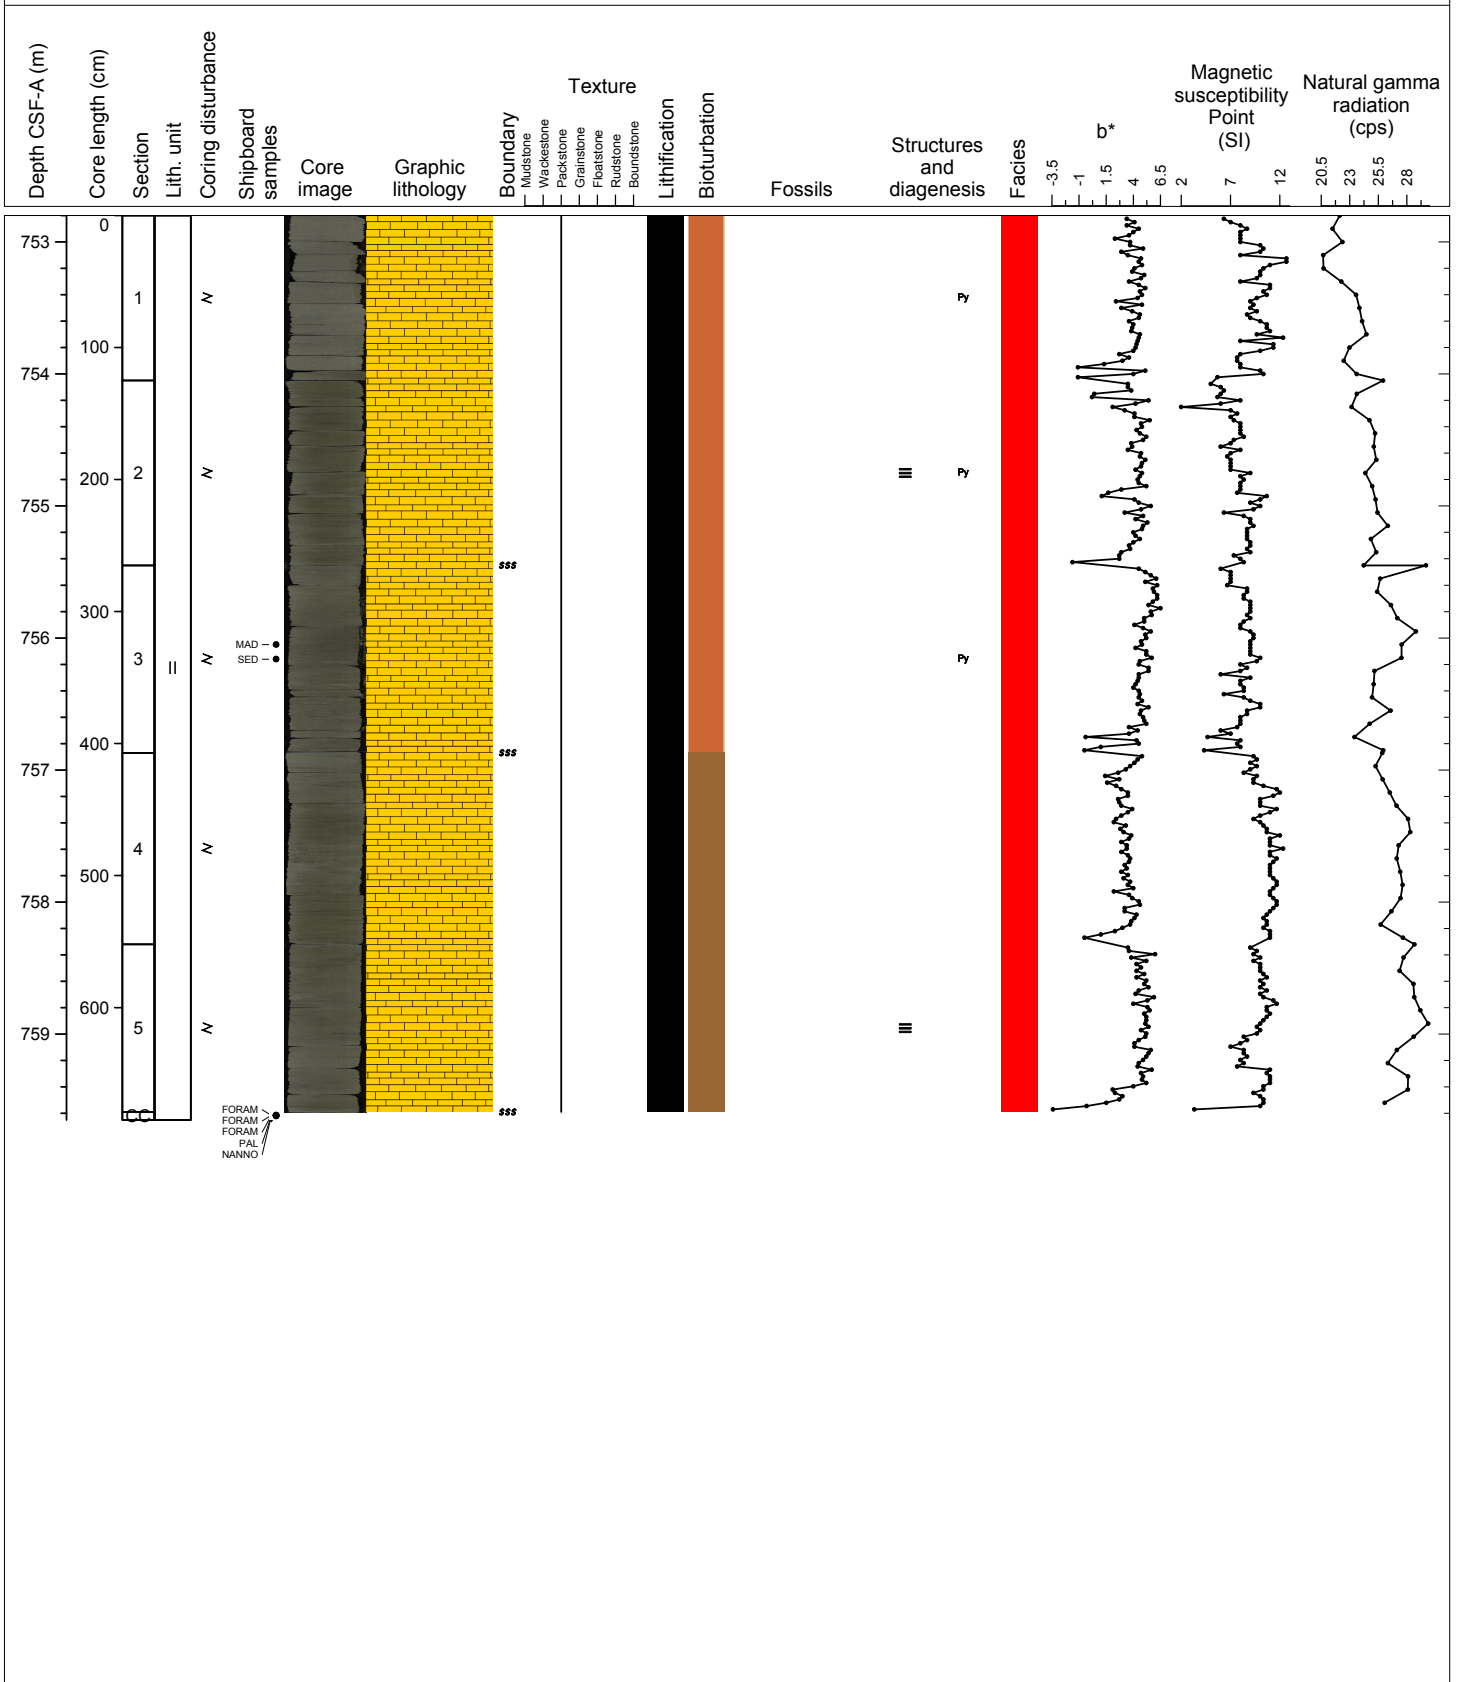 Depth CSF-A (m)
Core length (cm)
Section
Lith. unit
Coring disturbance
Shipboard
samples
Core
image
Graphic
lithology
Boundary
Texture
Mudstone
Wackestone
Packstone
Grainstone
Floatstone
Rudstone
Boundstone
Lithification
Bioturbation
Fossils
Structures
and
diagenesis
Facies
b*
-3.5
-1
1.5
4
6.5
Magnetic
susceptibility
Point
(SI)
2
7
12
Natural gamma
radiation
(cps)
20.5
23
25.5
28
753
754
755
756
757
758
759
0
100
200
300
400
500
600
1
2
3
4
5
CC
II
N
N
N
N
N
MAD
SED
FORAM
FORAM
FORAM
PAL
NANNO
sss
sss
sss
Py
Py
Py